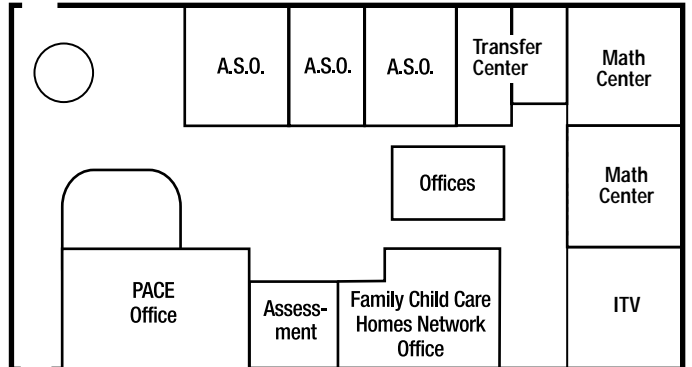 A.S.O.
A.S.O.
A.S.O.
Transfer
Center
Math
Center
Offices
Math
Center
PACE
Office
Assess-
ment
Family Child Care
Homes Network
Office
ITV